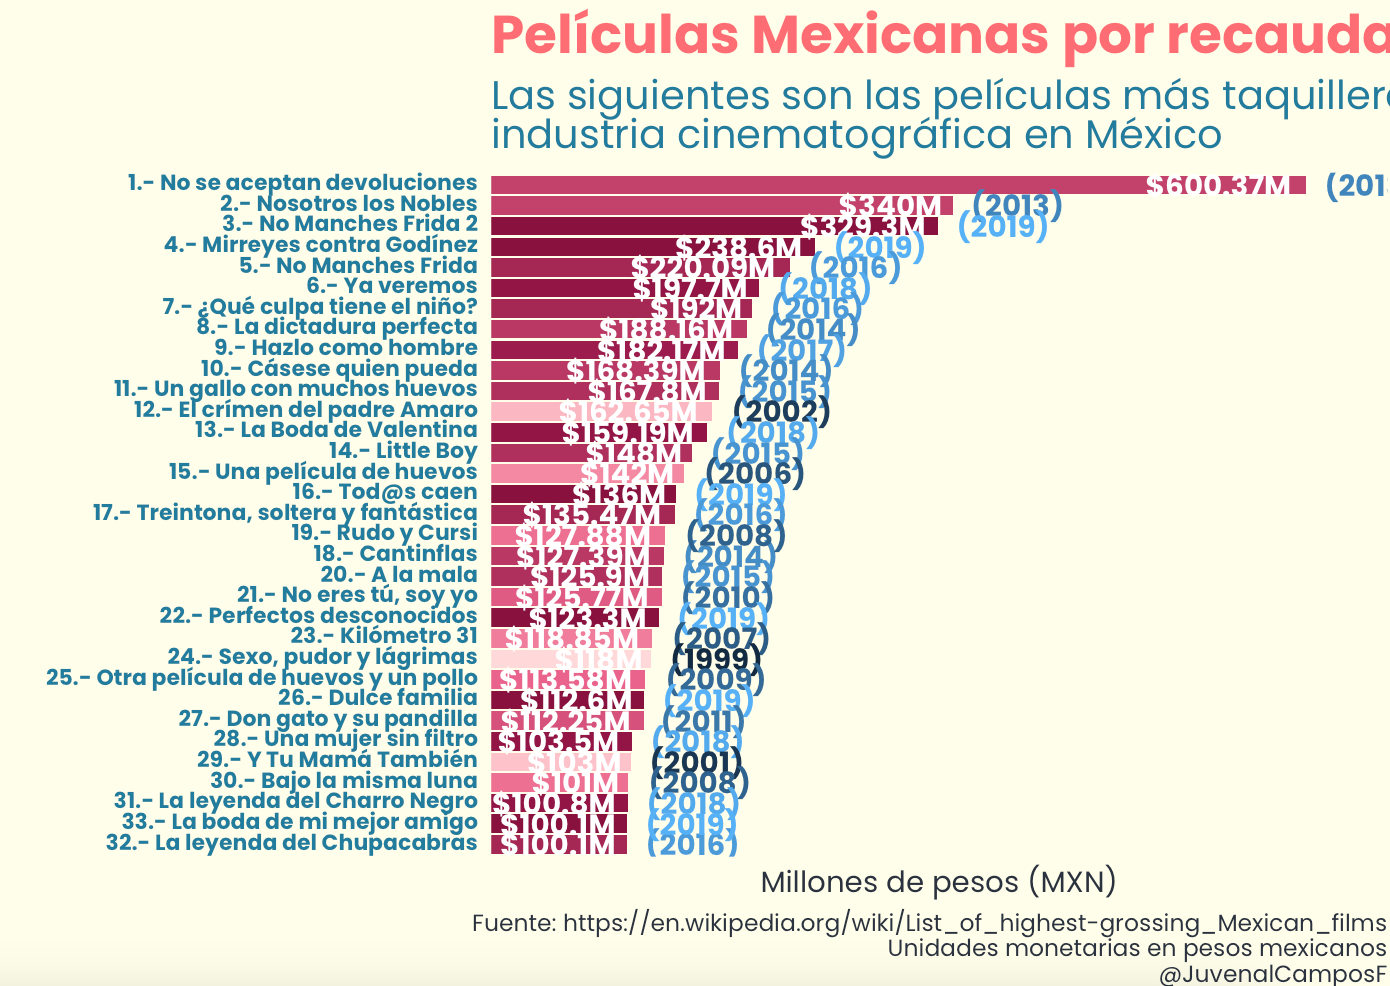 Películas Mexicanas por recauda
Las siguientes son las películas más taquiller
industria cinematográfica en México
1.- No se aceptan devoluciones $600.37M (201
2.- Nosotros los Nobles $340M (2013)
3.- No Manches Frida 2 $329.3M (2019)
4.- Mirreyes contra Godínez $238.6M (2019)
5.- No Manches Frida $220.09M (2016)
6.- Ya veremos $197.7M (2018)
7.- ¿Qué culpa tiene el niño? $192M (2016)
8.- La dictadura perfecta $188.16M (2014)
9.- Hazlo como hombre $182.17M (2017)
10.- Cásese quien pueda $168.39M (2014)
11.- Un gallo con muchos huevos $167.8M (2015)
12.- El crímen del padre Amaro $162.65M (2002)
13.- La Boda de Valentina $159.19M (2018)
14.- Little Boy $148M (2015)
15.- Una película de huevos $142M (2006)
16.- Tod@s caen $136M (2019)
17.- Treintona, soltera y fantástica $135.47M (2016)
19.- Rudo y Cursi $127.88M (2008)
18.- Cantinflas $127.39M (2014)
20.- A la mala $125.9M (2015)
21.- No eres tú, soy yo $125.77M (2010)
22.- Perfectos desconocidos $123.3M (2019)
23.- Kilómetro 31 $118.85M (2007)
24.- Sexo, pudor y lágrimas $118M (1999)
25.- Otra película de huevos y un pollo $113.58M (2009)
26.- Dulce familia $112.6M (2019)
27.- Don gato y su pandilla $112.25M (2011)
28.- Una mujer sin filtro $103.5M (2018)
29.- Y Tu Mamá También $103M (2001)
30.- Bajo la misma luna $101M (2008)
31.- La leyenda del Charro Negro $100.8M (2018)
33.- La boda de mi mejor amigo $100.1M (2019)
32.- La leyenda del Chupacabras $100.1M (2016)
Millones de pesos (MXN)
Fuente: https://en.wikipedia.org/wiki/List_of_highest-grossing_Mexican_films
Unidades monetarias en pesos mexicanos
@JuvenalCamposF